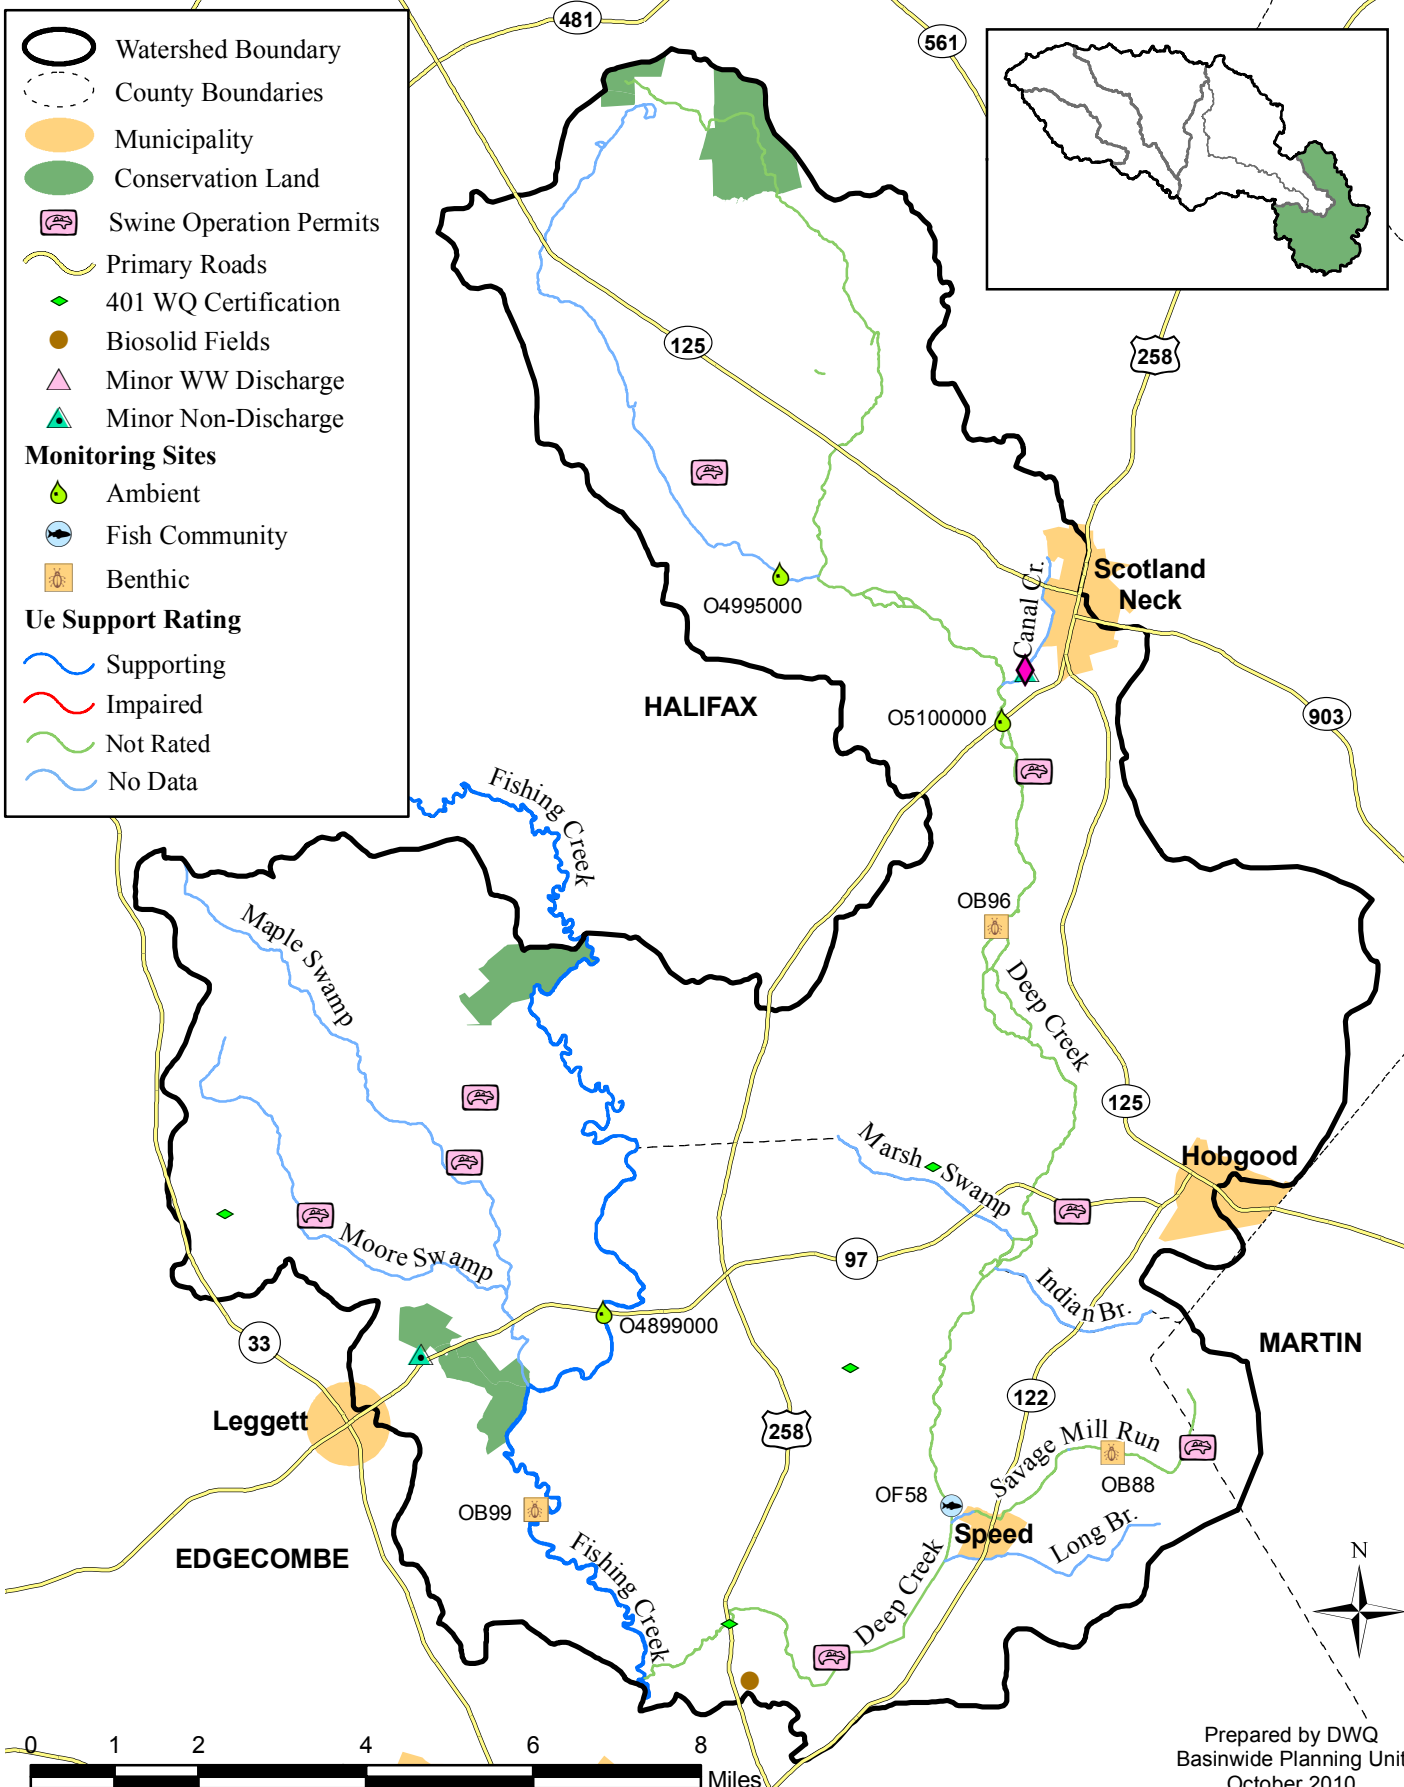 Watershed Boundary
County Boundaries
Municipality
Conservation Land
Swine Operation Permits
Primary Roads
401 WQ Certification
Biosolid Fields
Minor WW Discharge
Minor Non-Discharge
Monitoring Sites
Ambient
Fish Community
Benthic
Ue Support Rating
Supporting
Impaired
Not Rated
No Data
481
561
258
125
Scotland
Neck
Canal Cr.
O4995000
HALIFAX
O5100000
903
Fishing Creek
OB96
Maple Swamp
Deep Creek
125
Marsh Swamp
Hobgood
Moore Swamp
97
Indian Br.
O4899000
33
MARTIN
122
Leggett
258
Savage Mill Run
OB88
OF58
OB99
Speed
Long Br.
EDGECOMBE
Fishing Creek
Deep Creek
N
0 1 2 4 6 8
Miles
Prepared by DWQ
Basinwide Planning Unit
October 2010